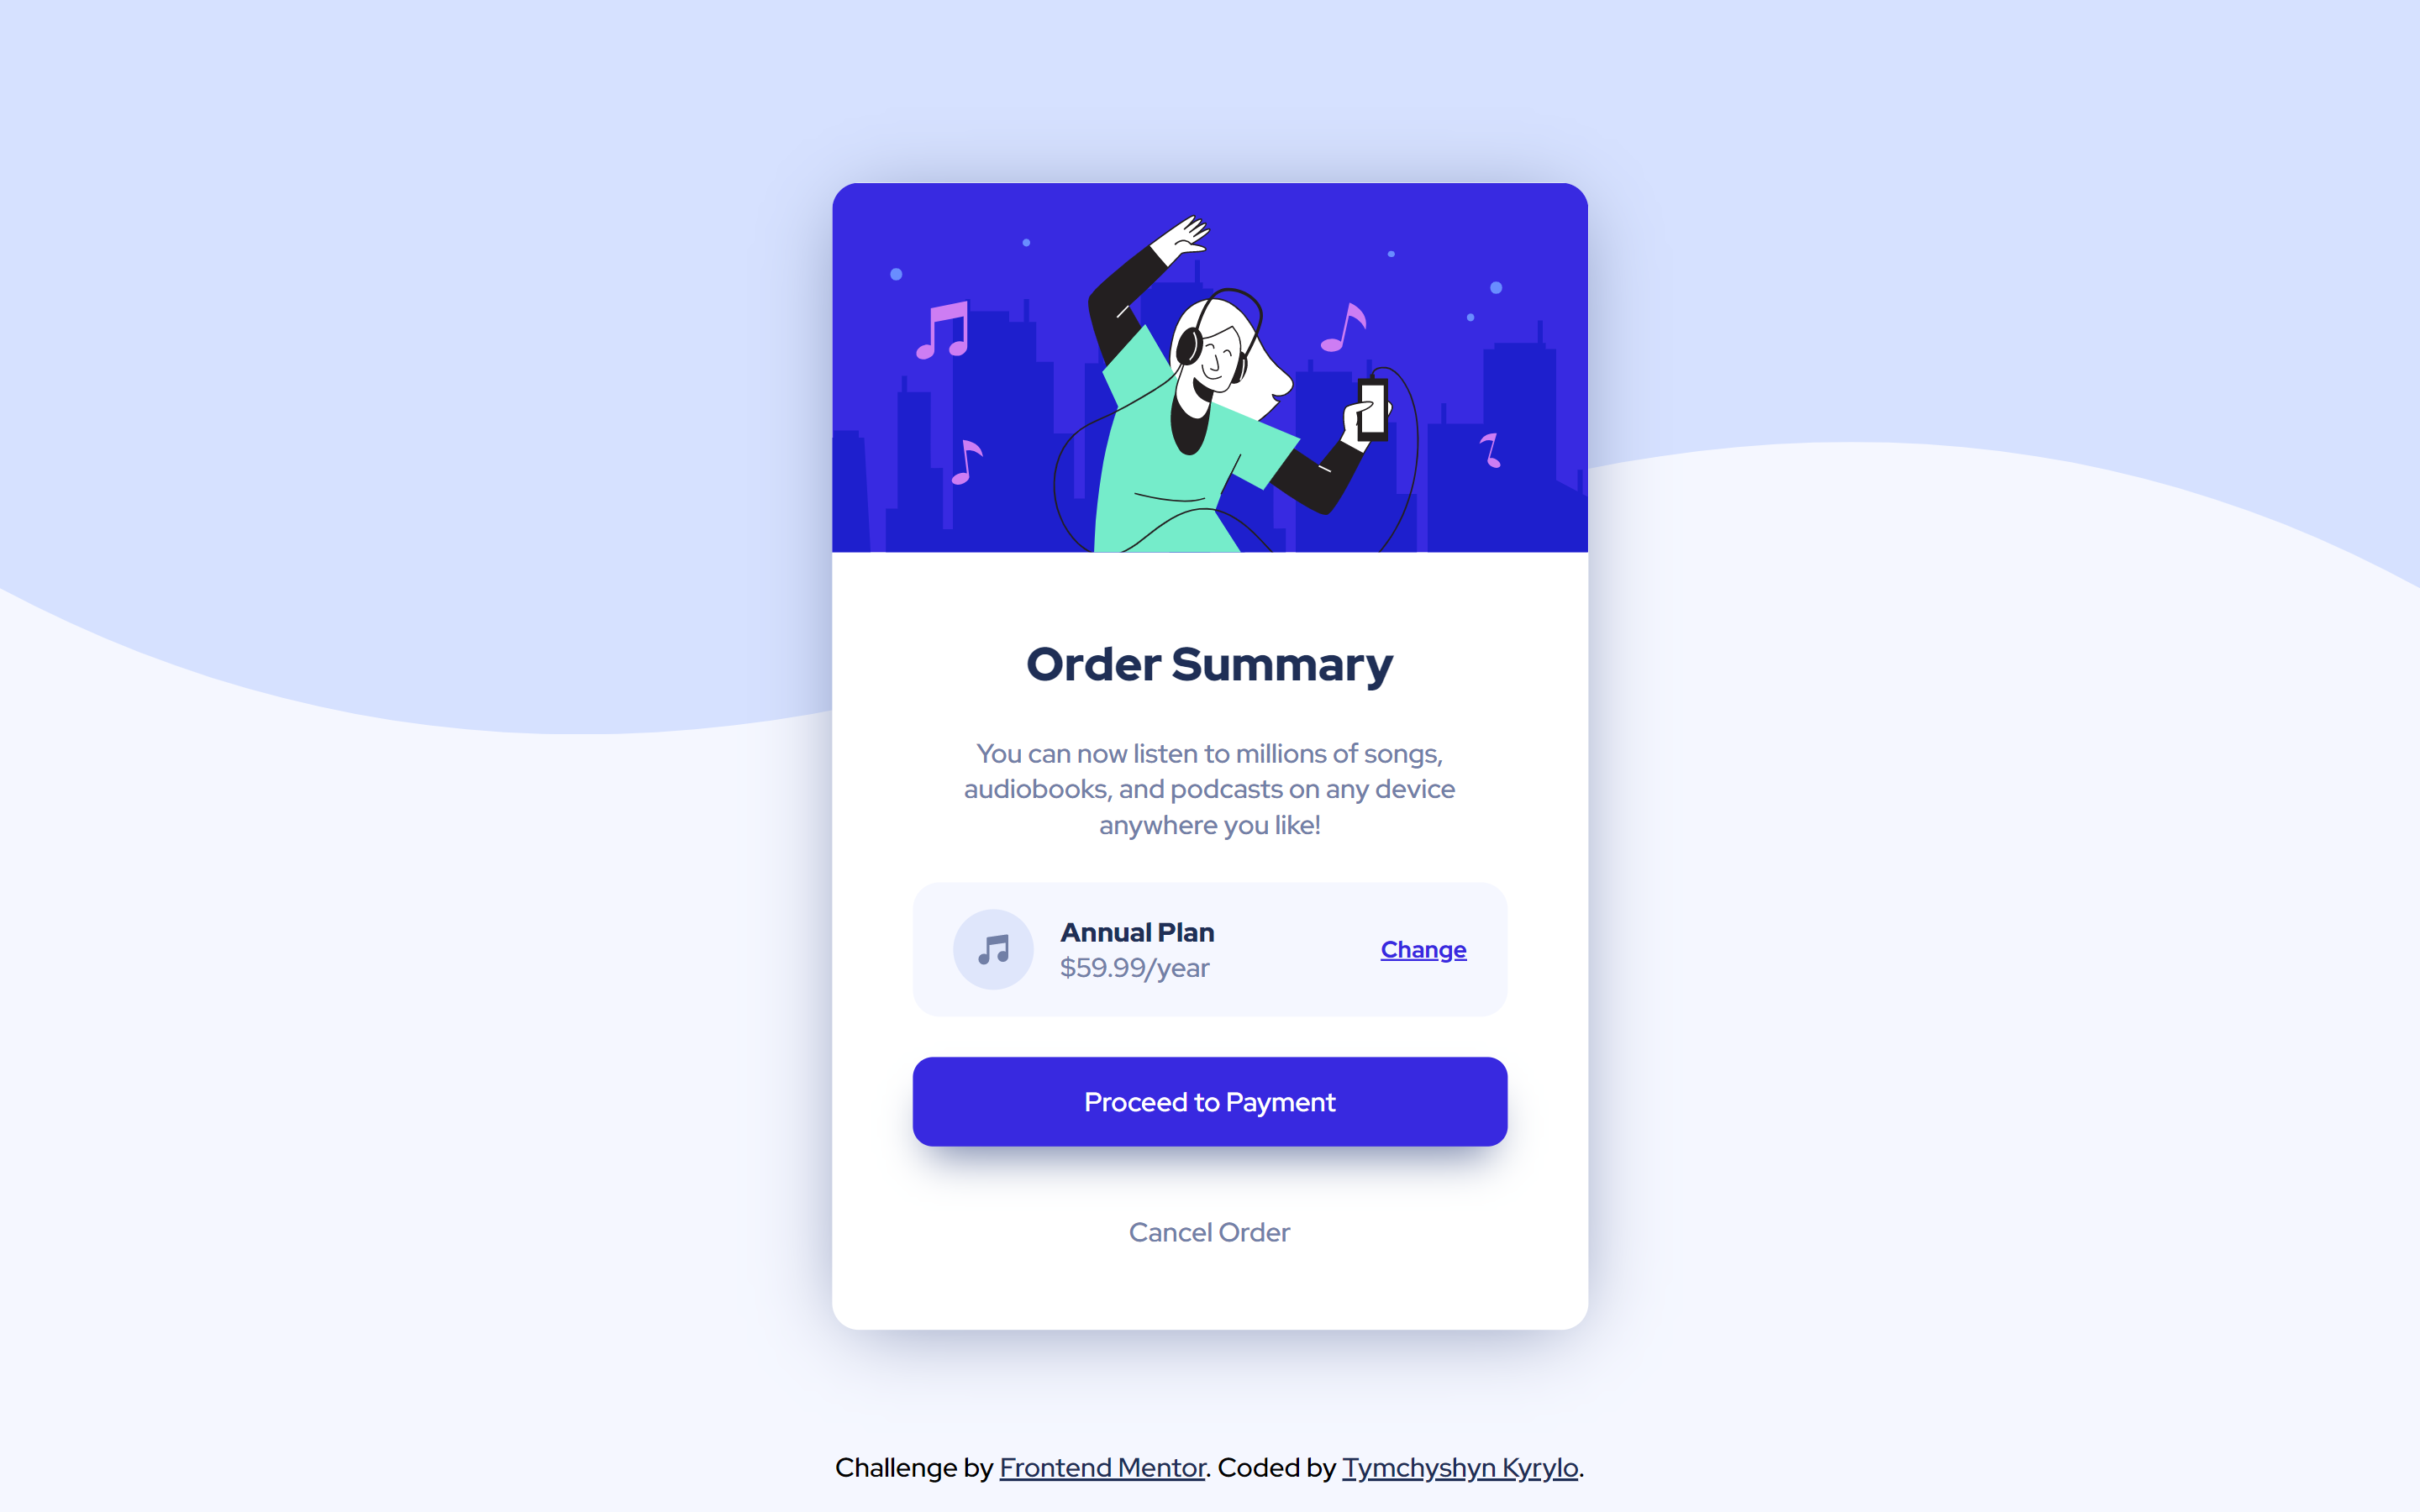 Order Summary
You can now listen to millions of songs,
audiobooks, and podcasts on any device
anywhere you like!
Annual Plan
$59.99/year
Change
Proceed to Payment
Cancel Order
Challenge by Frontend Mentor. Coded by Tymchyshyn Kyrylo.